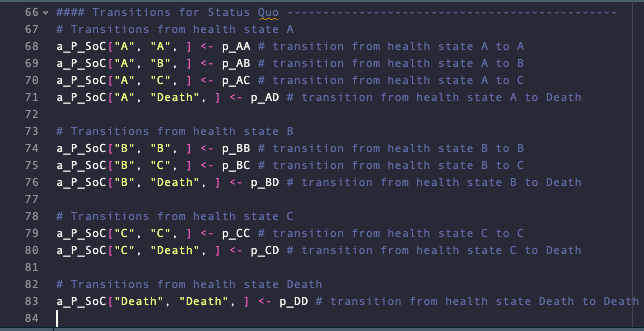 66 #### Transitions for Status Quo ---------------------------------------------
67 # Transitions from health state A
68 a_P_SoC["A", "A", ] <- p_AA # transition from health state A to A
69 a_P_SoC["A", "B", ] <- p_AB # transition from health state A to B
70 a_P_SoC["A", "C", ] <- p_AC # transition from health state A to C
71 a_P_SoC["A", "Death", ] <- p_AD # transition from health state A to Death
72
73 # Transitions from health state B
74 a_P_SoC["B", "B", ] <- p_BB # transition from health state B to B
75 a_P_SoC["B", "C", ] <- p_BC # transition from health state B to C
76 a_P_SoC["B", "Death", ] <- p_BD # transition from health state B to Death
77
78 # Transitions from health state C
79 a_P_SoC["C", "C", ] <- p_CC # transition from health state C to C
80 a_P_SoC["C", "Death", ] <- p_CD # transition from health state C to Death
81
82 # Transitions from health state Death
83 a_P_SoC["Death", "Death", ] <- p_DD # transition from health state Death to Death
84